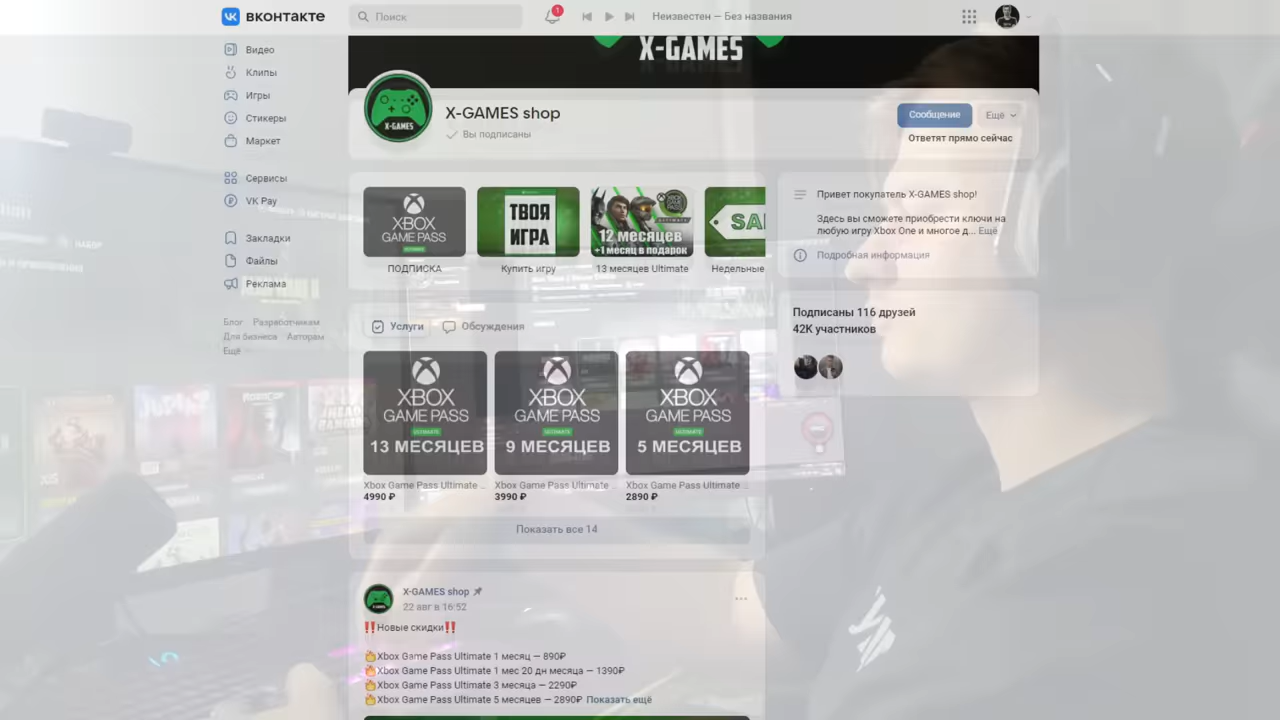 вконтакте
Поиск
1
Неизвестен — Без названия
Видео
Клипы
Игры
Стикеры
Маркет
Сервисы
VK Pay
Закладки
Файлы
Реклама
Блог Разработчикам
Для бизнеса Авторам
Ещё
X-GAMES
X-GAMES
X-GAMES shop
Вы подписаны
Сообщение
Ещё
Ответят прямо сейчас
XBOX
GAME PASS
ULTIMATE
ПОДПИСКА
ТВОЯ
ИГРА
Купить игру
12 месяцев
+1 месяц в подарок
13 месяцев Ultimate
SA
Недельные
Привет покупатель X-GAMES shop!
Здесь вы сможете приобрести ключи на
любую игру Xbox One и многое д... Ещё
Подробная информация
Подписаны 116 друзей
42K участников
Услуги
Обсуждения
XBOX
GAME PASS
ULTIMATE
13 МЕСЯЦЕВ
Xbox Game Pass Ultimate ...
4990 ₽
XBOX
GAME PASS
ULTIMATE
9 МЕСЯЦЕВ
Xbox Game Pass Ultimate ...
3990 ₽
XBOX
GAME PASS
ULTIMATE
5 МЕСЯЦЕВ
Xbox Game Pass Ultimate ...
2890 ₽
Показать все 14
X-GAMES shop
22 авг в 16:52
‼️Новые скидки‼️
👌Xbox Game Pass Ultimate 1 месяц — 890₽
👌Xbox Game Pass Ultimate 1 мес 20 дн месяца — 1390₽
👌Xbox Game Pass Ultimate 3 месяца — 2290₽
👌Xbox Game Pass Ultimate 5 месяцев — 2890₽ Показать ещё